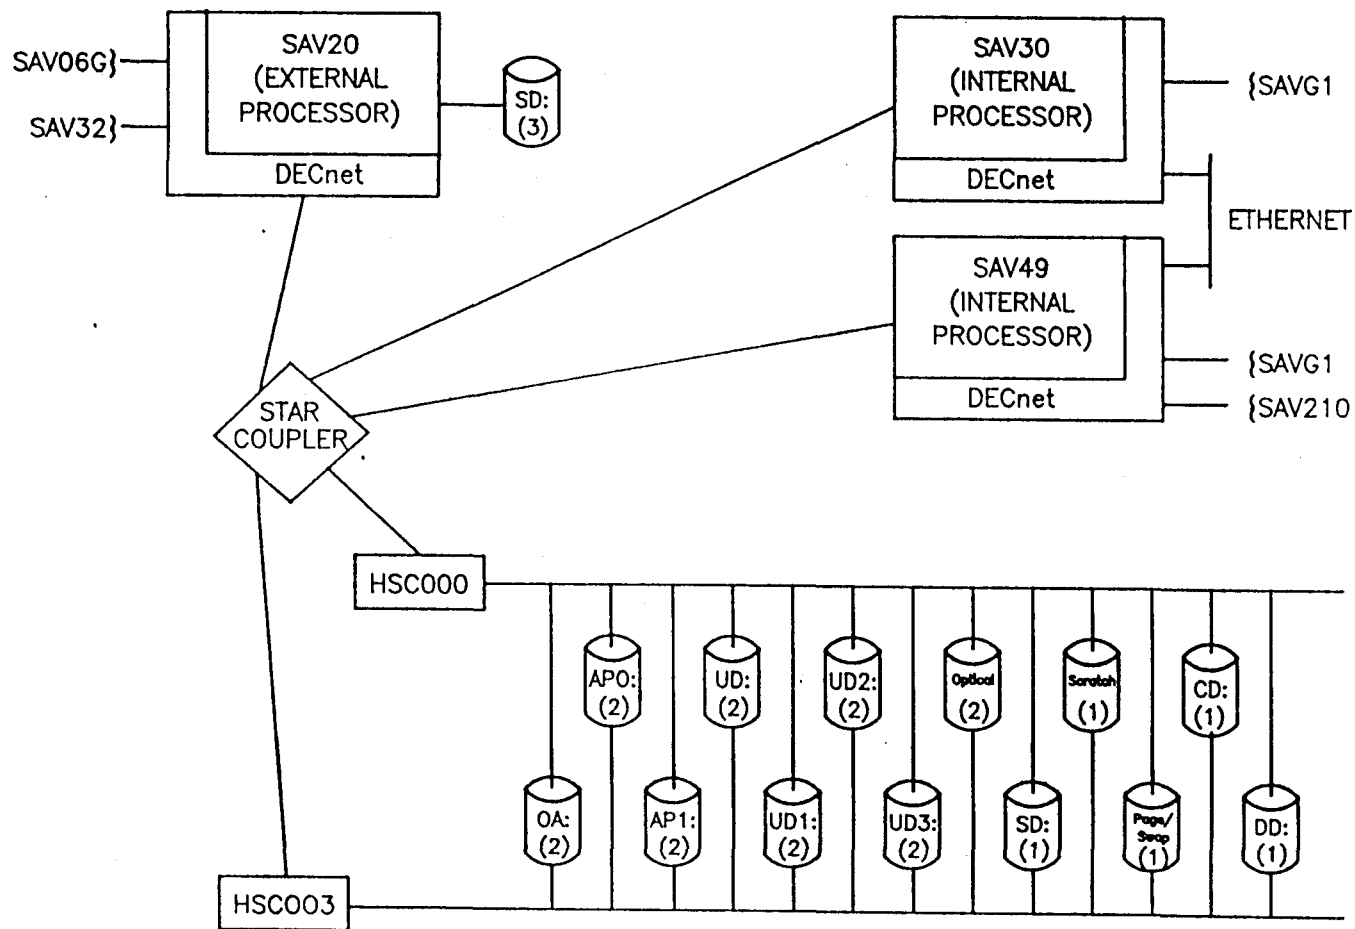 SAV06G}
SAV32}
SAV20
(EXTERNAL
PROCESSOR)
DECnet
SD:
(3)
SAV30
(INTERNAL
PROCESSOR)
DECnet
{SAVG1
ETHERNET
SAV49
(INTERNAL
PROCESSOR)
DECnet
{SAVG1
{SAV210
STAR
COUPLER
HSC000
AP0:
(2)
UD:
(2)
UD2:
(2)
Optical
(2)
Scratch
(1)
CD:
(1)
OA:
(2)
AP1:
(2)
UD1:
(2)
UD3:
(2)
SD:
(1)
Page/
Swap
(1)
DD:
(1)
HSC003